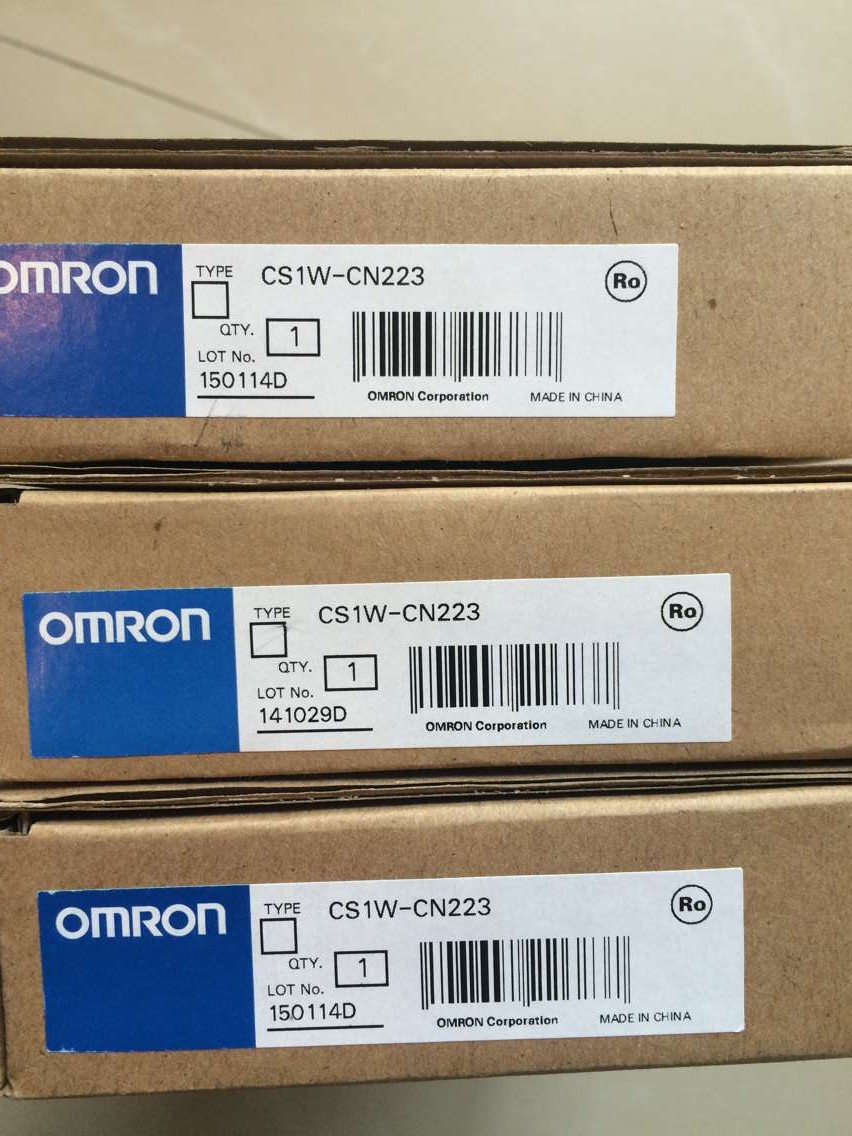 OMRON
TYPE CS1W-CN223 Ro
QTY. 1
LOT No.
150114D
OMRON Corporation MADE IN CHINA
OMRON
TYPE CS1W-CN223 Ro
QTY. 1
LOT No.
141029D
OMRON Corporation MADE IN CHINA
OMRON
TYPE CS1W-CN223 Ro
QTY. 1
LOT No.
150114D
OMRON Corporation MADE IN CHINA